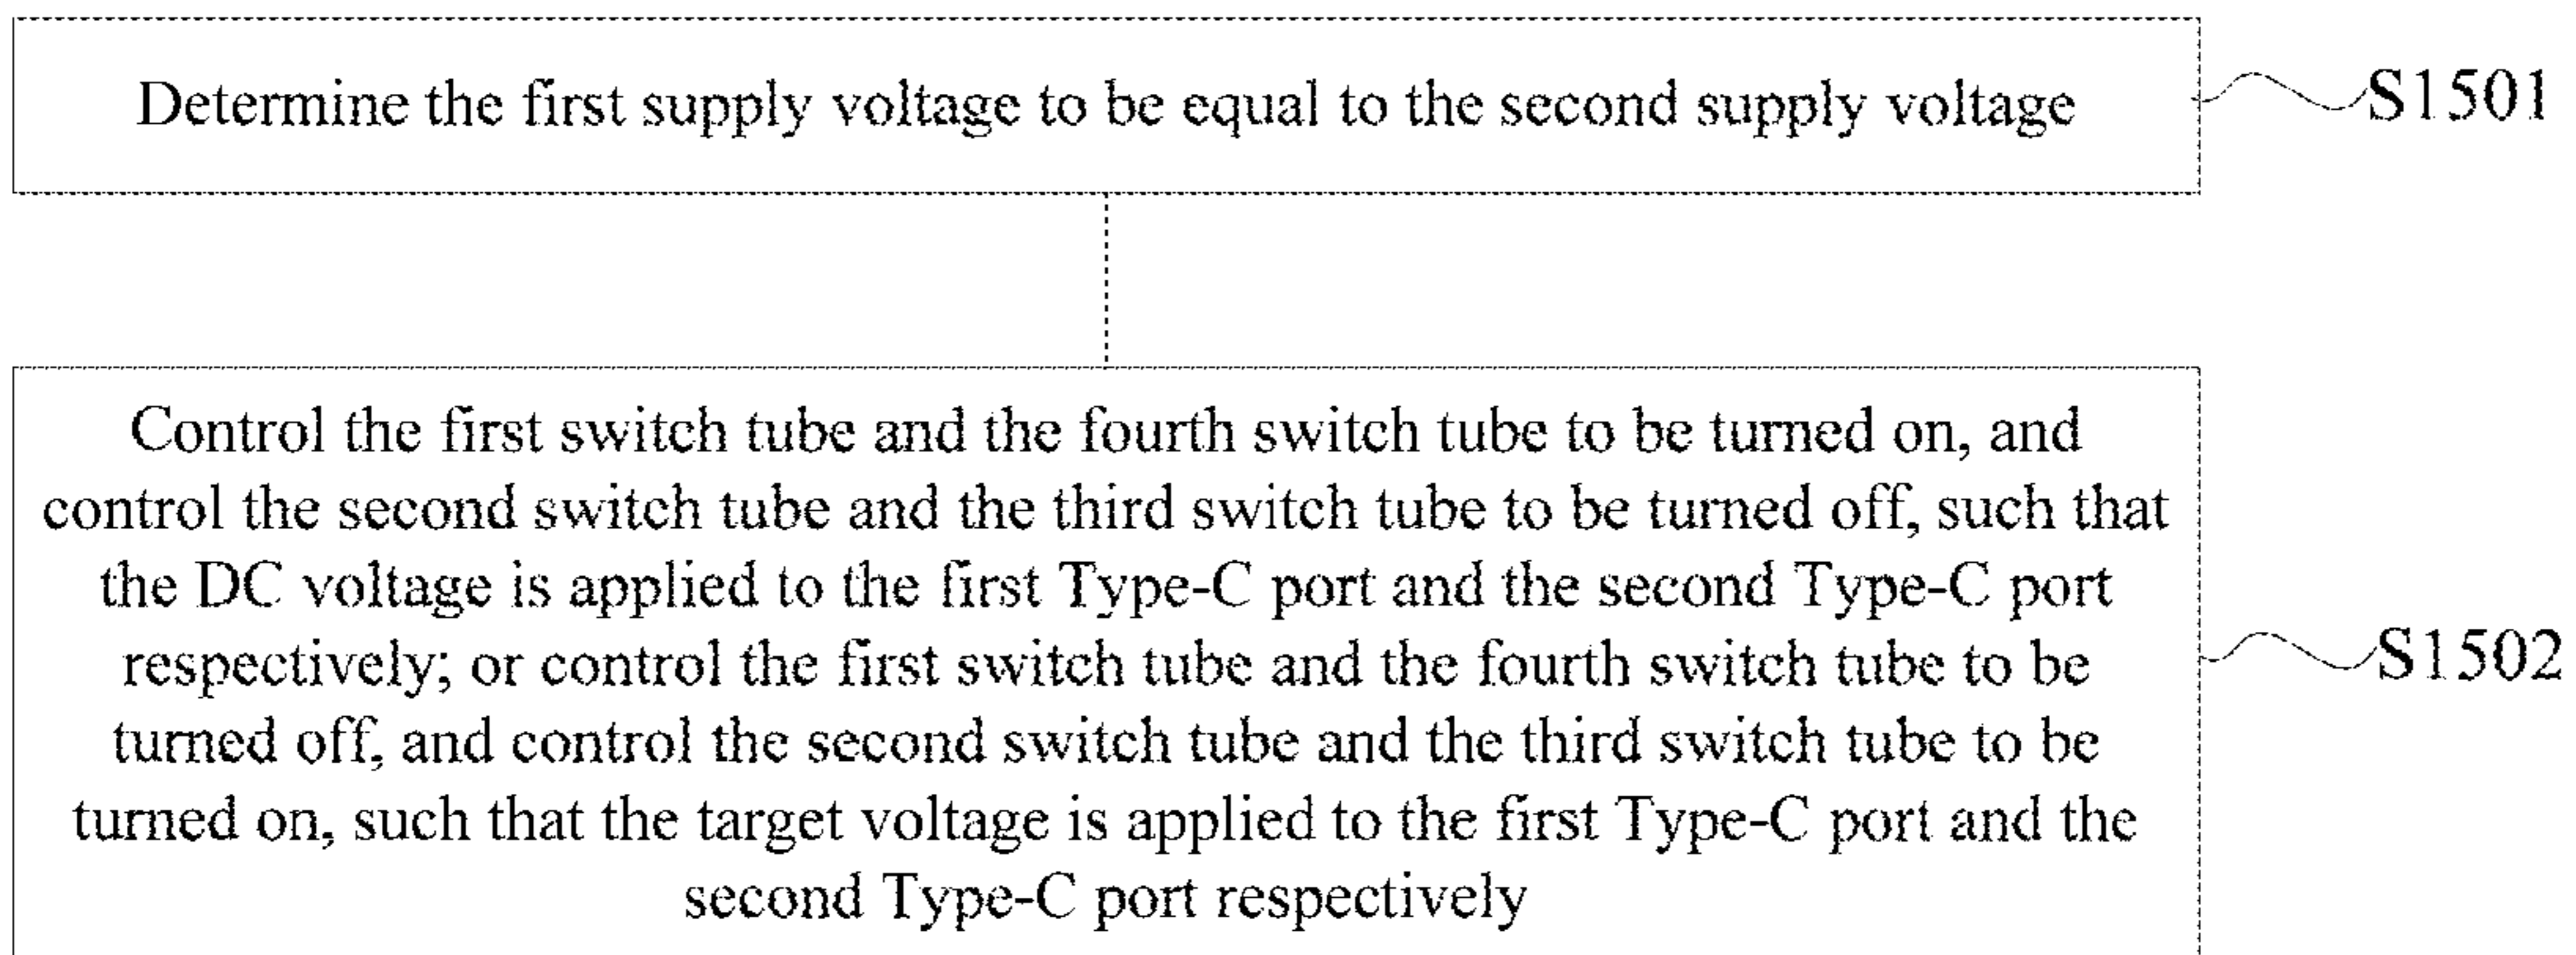 Determine the first supply voltage to be equal to the second supply voltage
S1501
Control the first switch tube and the fourth switch tube to be turned on, and
control the second switch tube and the third switch tube to be turned off, such that
the DC voltage is applied to the first Type-C port and the second Type-C port
respectively; or control the first switch tube and the fourth switch tube to be
turned off, and control the second switch tube and the third switch tube to be
turned on, such that the target voltage is applied to the first Type-C port and the
second Type-C port respectively
S1502